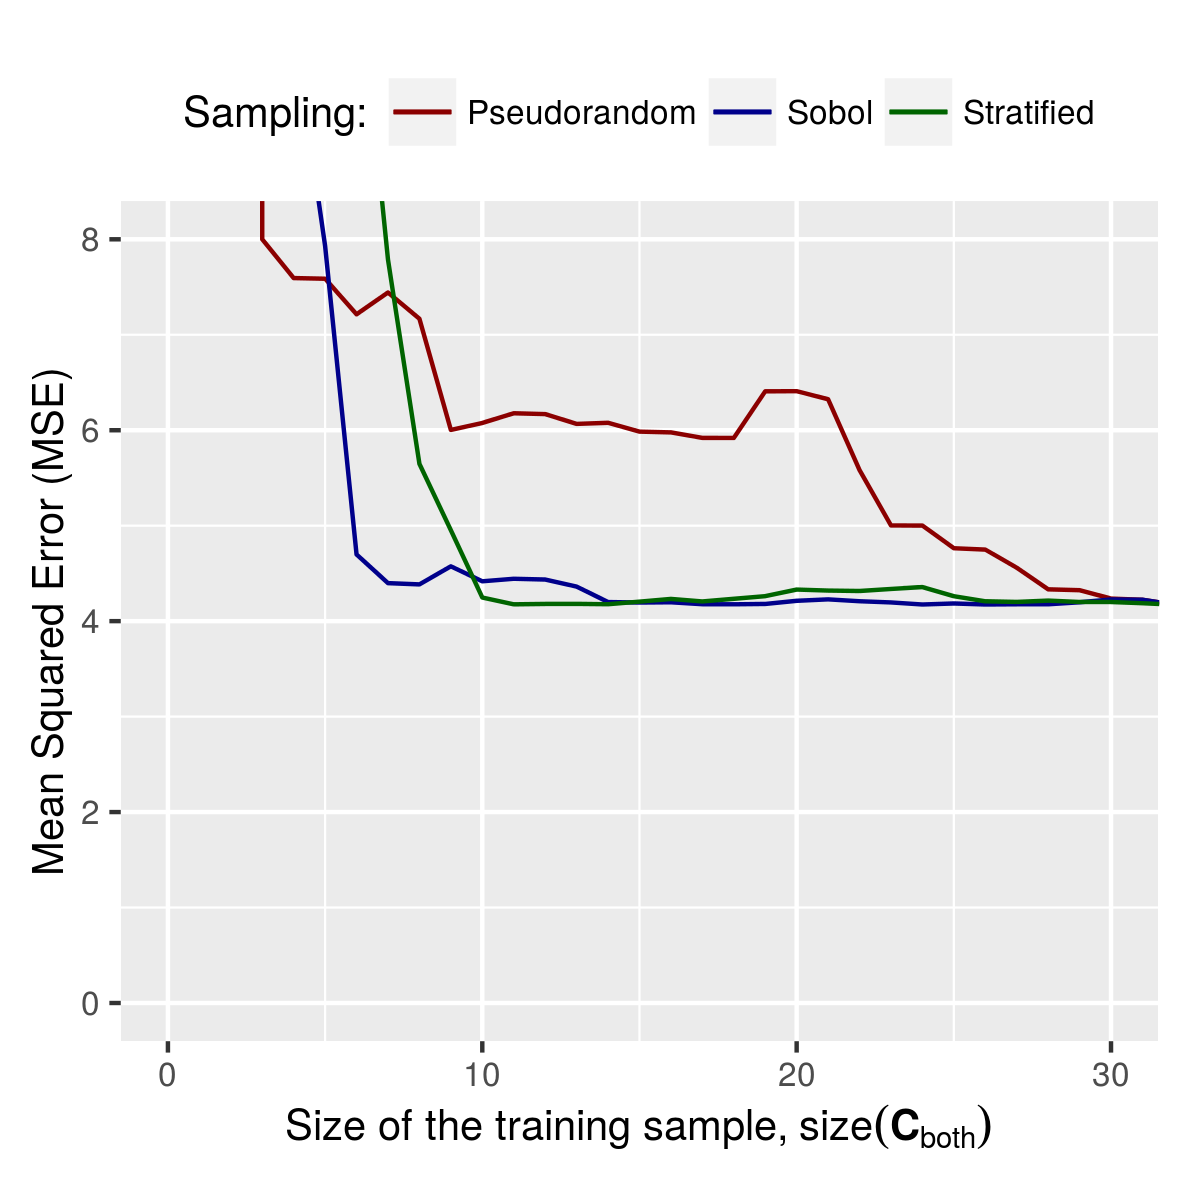 Sampling: Pseudorandom Sobol Stratified
Mean Squared Error (MSE)
8
6
4
2
0
0 10 20 30
Size of the training sample, size(C_both)